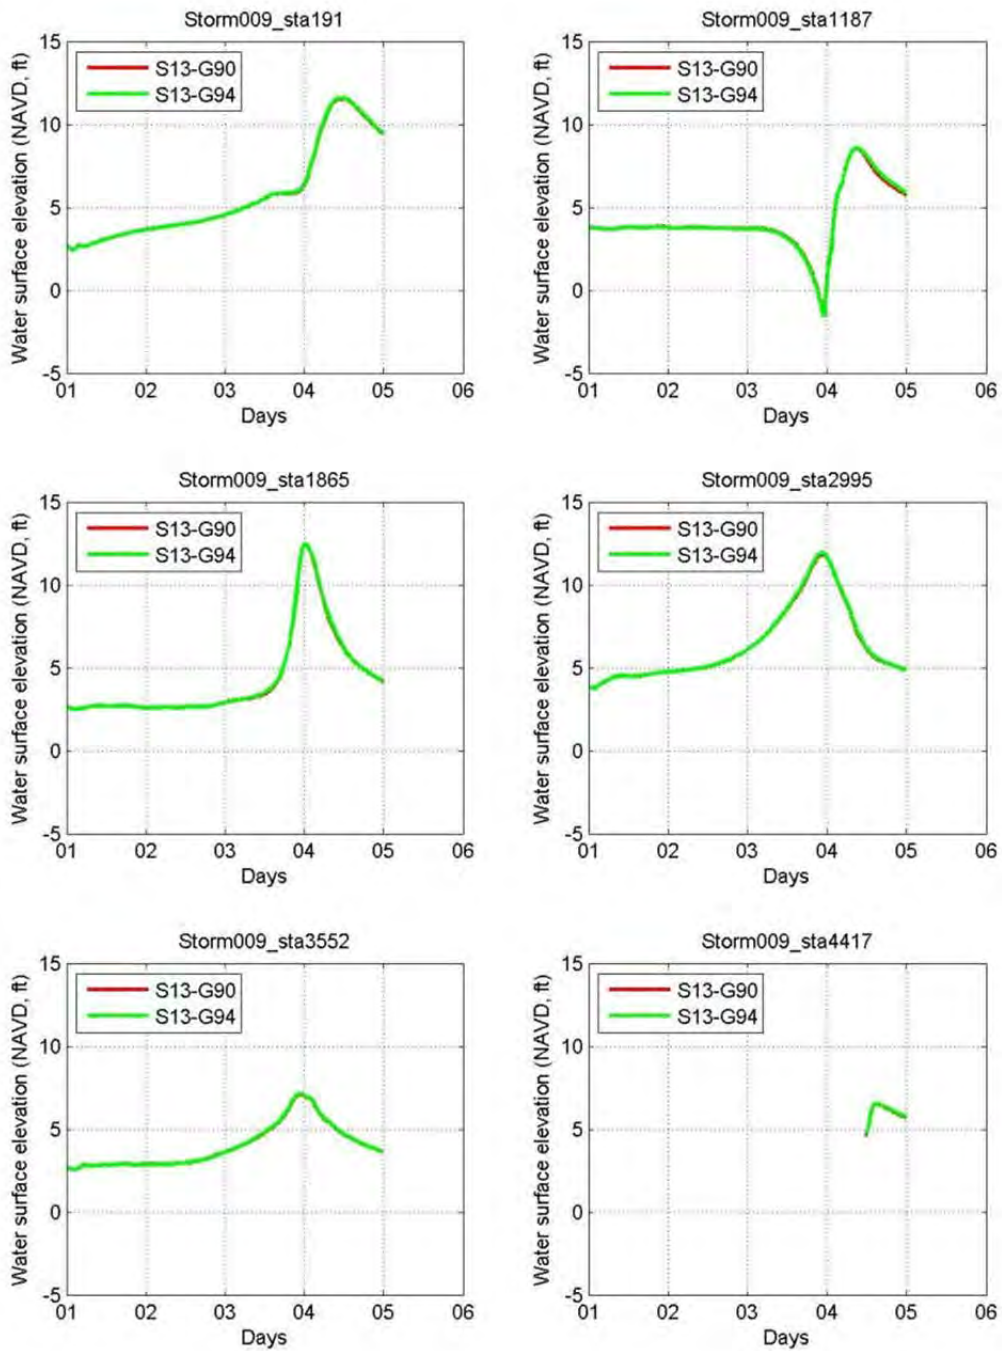 Storm009_sta191
Water surface elevation (NAVD, ft)
15
10
5
0
-5
S13-G90
S13-G94
01 02 03 04 05 06
Days
Storm009_sta1187
Water surface elevation (NAVD, ft)
15
10
5
0
-5
S13-G90
S13-G94
01 02 03 04 05 06
Days
Storm009_sta1865
Water surface elevation (NAVD, ft)
15
10
5
0
-5
S13-G90
S13-G94
01 02 03 04 05 06
Days
Storm009_sta2995
Water surface elevation (NAVD, ft)
15
10
5
0
-5
S13-G90
S13-G94
01 02 03 04 05 06
Days
Storm009_sta3552
Water surface elevation (NAVD, ft)
15
10
5
0
-5
S13-G90
S13-G94
01 02 03 04 05 06
Days
Storm009_sta4417
Water surface elevation (NAVD, ft)
15
10
5
0
-5
S13-G90
S13-G94
01 02 03 04 05 06
Days